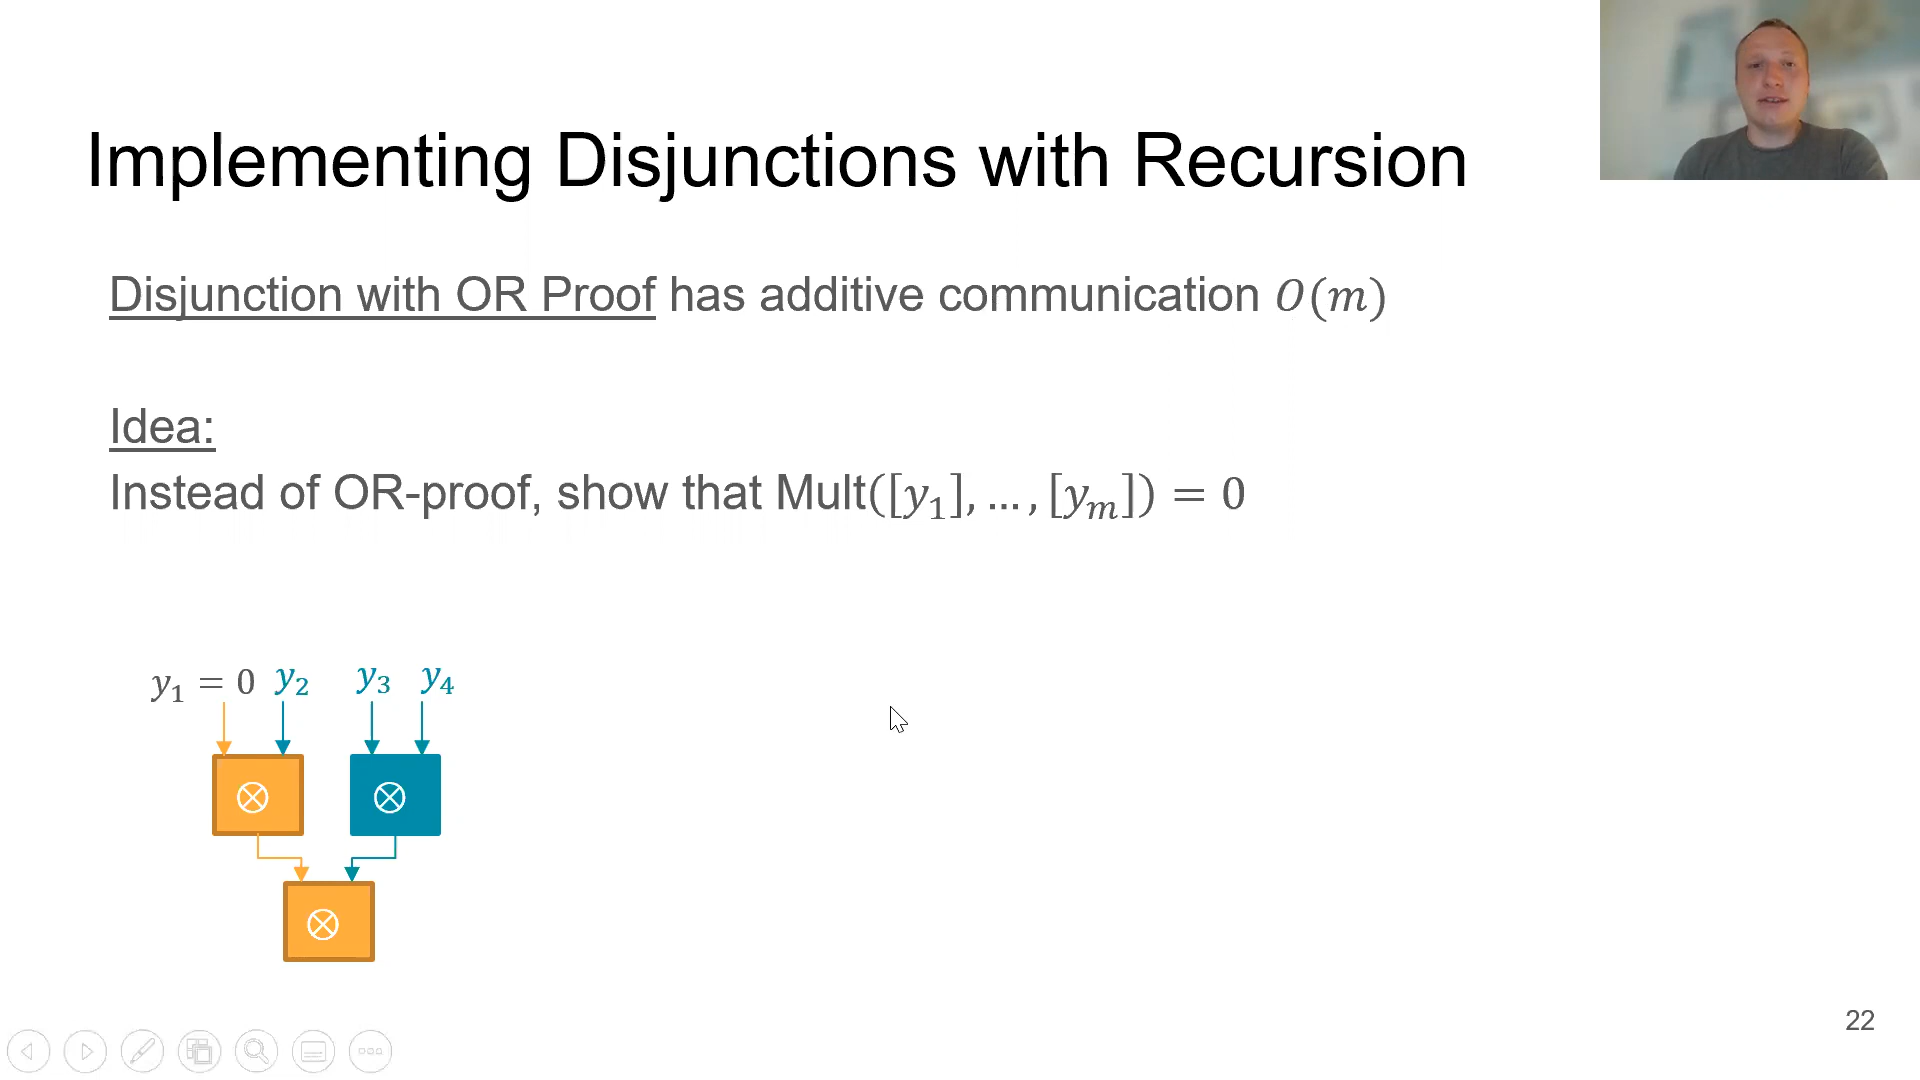 Implementing Disjunctions with Recursion
Disjunction with OR Proof has additive communication O(m)
Idea:
Instead of OR-proof, show that Mult([y₁], … , [yₘ]) = 0
y₁ = 0 y₂ y₃ y₄
⊗ ⊗
⊗
22